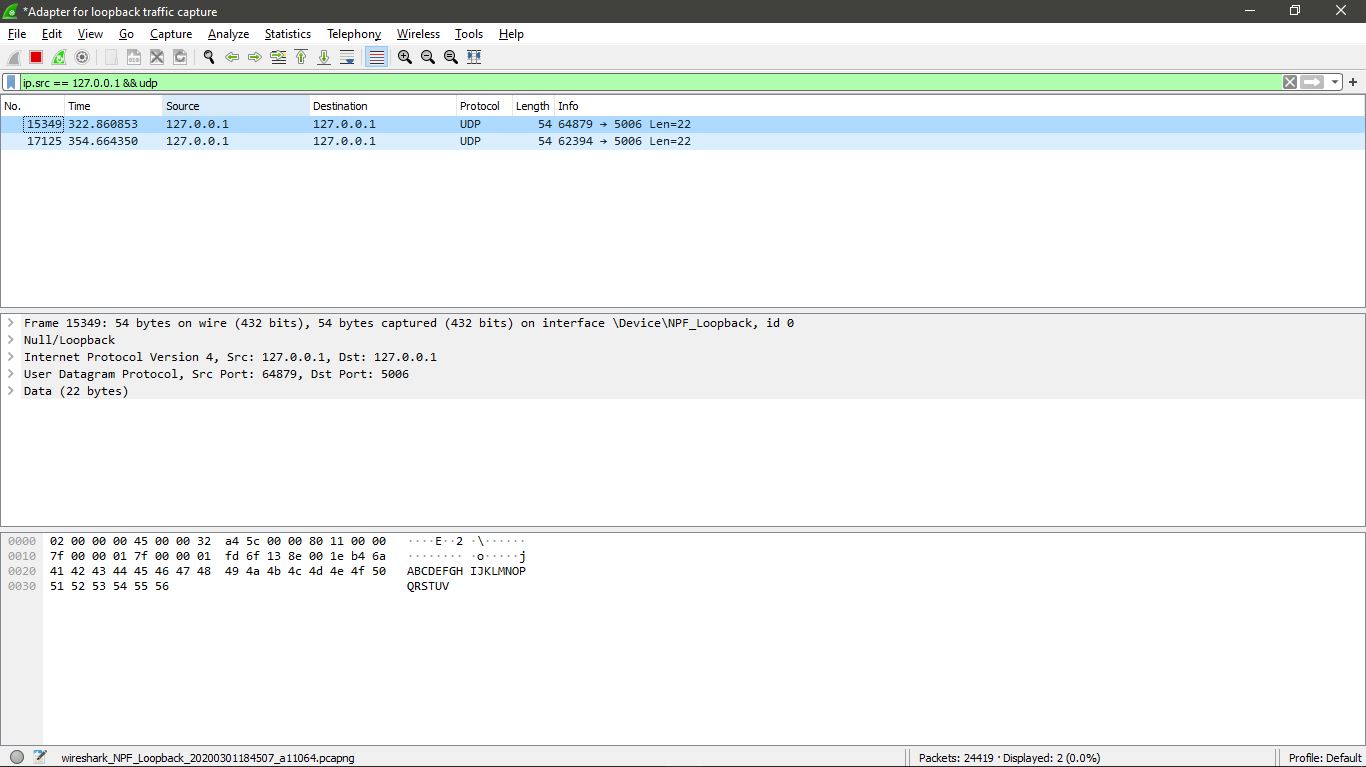 *Adapter for loopback traffic capture
File Edit View Go Capture Analyze Statistics Telephony Wireless Tools Help
ip.src == 127.0.0.1 && udp
No. Time Source Destination Protocol Length Info
15349 322.860853 127.0.0.1 127.0.0.1 UDP 54 64879 → 5006 Len=22
17125 354.664350 127.0.0.1 127.0.0.1 UDP 54 62394 → 5006 Len=22
Frame 15349: 54 bytes on wire (432 bits), 54 bytes captured (432 bits) on interface \Device\NPF_Loopback, id 0
Null/Loopback
Internet Protocol Version 4, Src: 127.0.0.1, Dst: 127.0.0.1
User Datagram Protocol, Src Port: 64879, Dst Port: 5006
Data (22 bytes)
0000 02 00 00 00 45 00 00 32 a4 5c 00 00 80 11 00 00 ····E··2 ·\······
0010 7f 00 00 01 7f 00 00 01 fd 6f 13 8e 00 1e b4 6a ········ ·o·····j
0020 41 42 43 44 45 46 47 48 49 4a 4b 4c 4d 4e 4f 50 ABCDEFGH IJKLMNOP
0030 51 52 53 54 55 56 QRSTUV
wireshark_NPF_Loopback_20200301184507_a11064.pcapng Packets: 24419 · Displayed: 2 (0.0%) Profile: Default